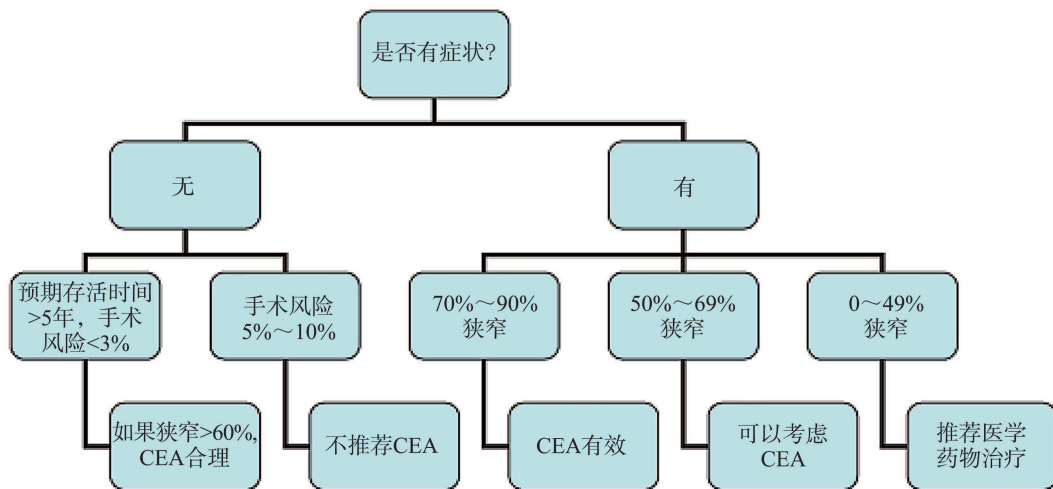 是否有症状?
无
有
预期存活时间
>5年，手术
风险<3%
手术风险
5%～10%
70%～90%
狭窄
50%～69%
狭窄
0～49%
狭窄
如果狭窄>60%,
CEA合理
不推荐CEA
CEA有效
可以考虑
CEA
推荐医学
药物治疗